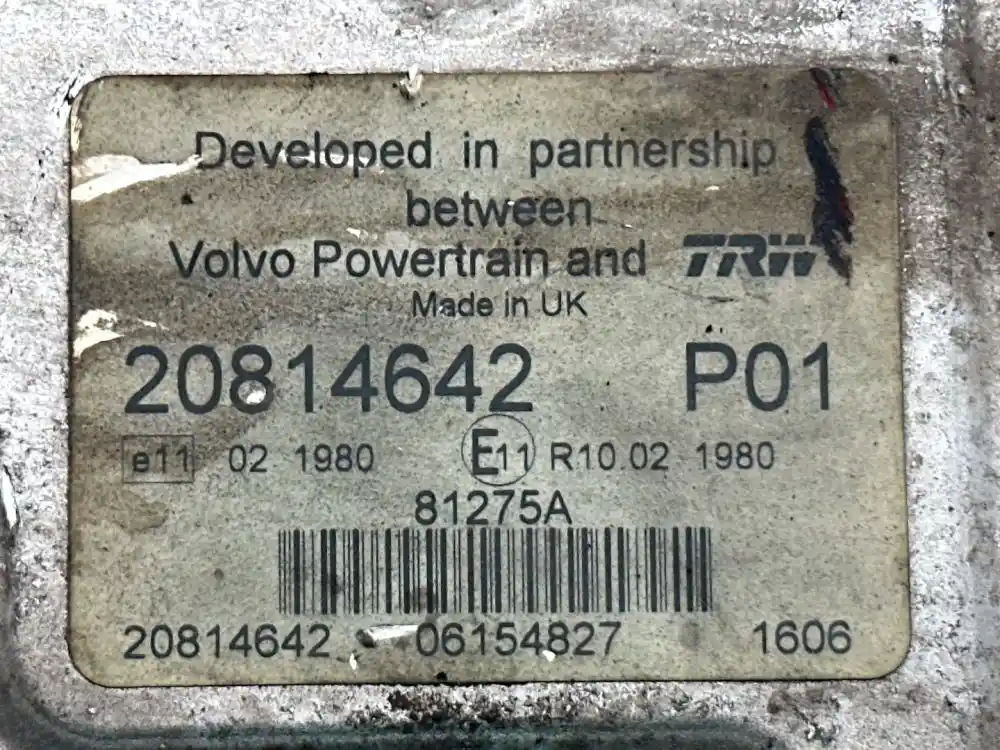 Developed in partnership
between
Volvo Powertrain and TRW
Made in UK
20814642 P01
e11 02 1980 E11 R10.02 1980
81275A
20814642 06154827 1606